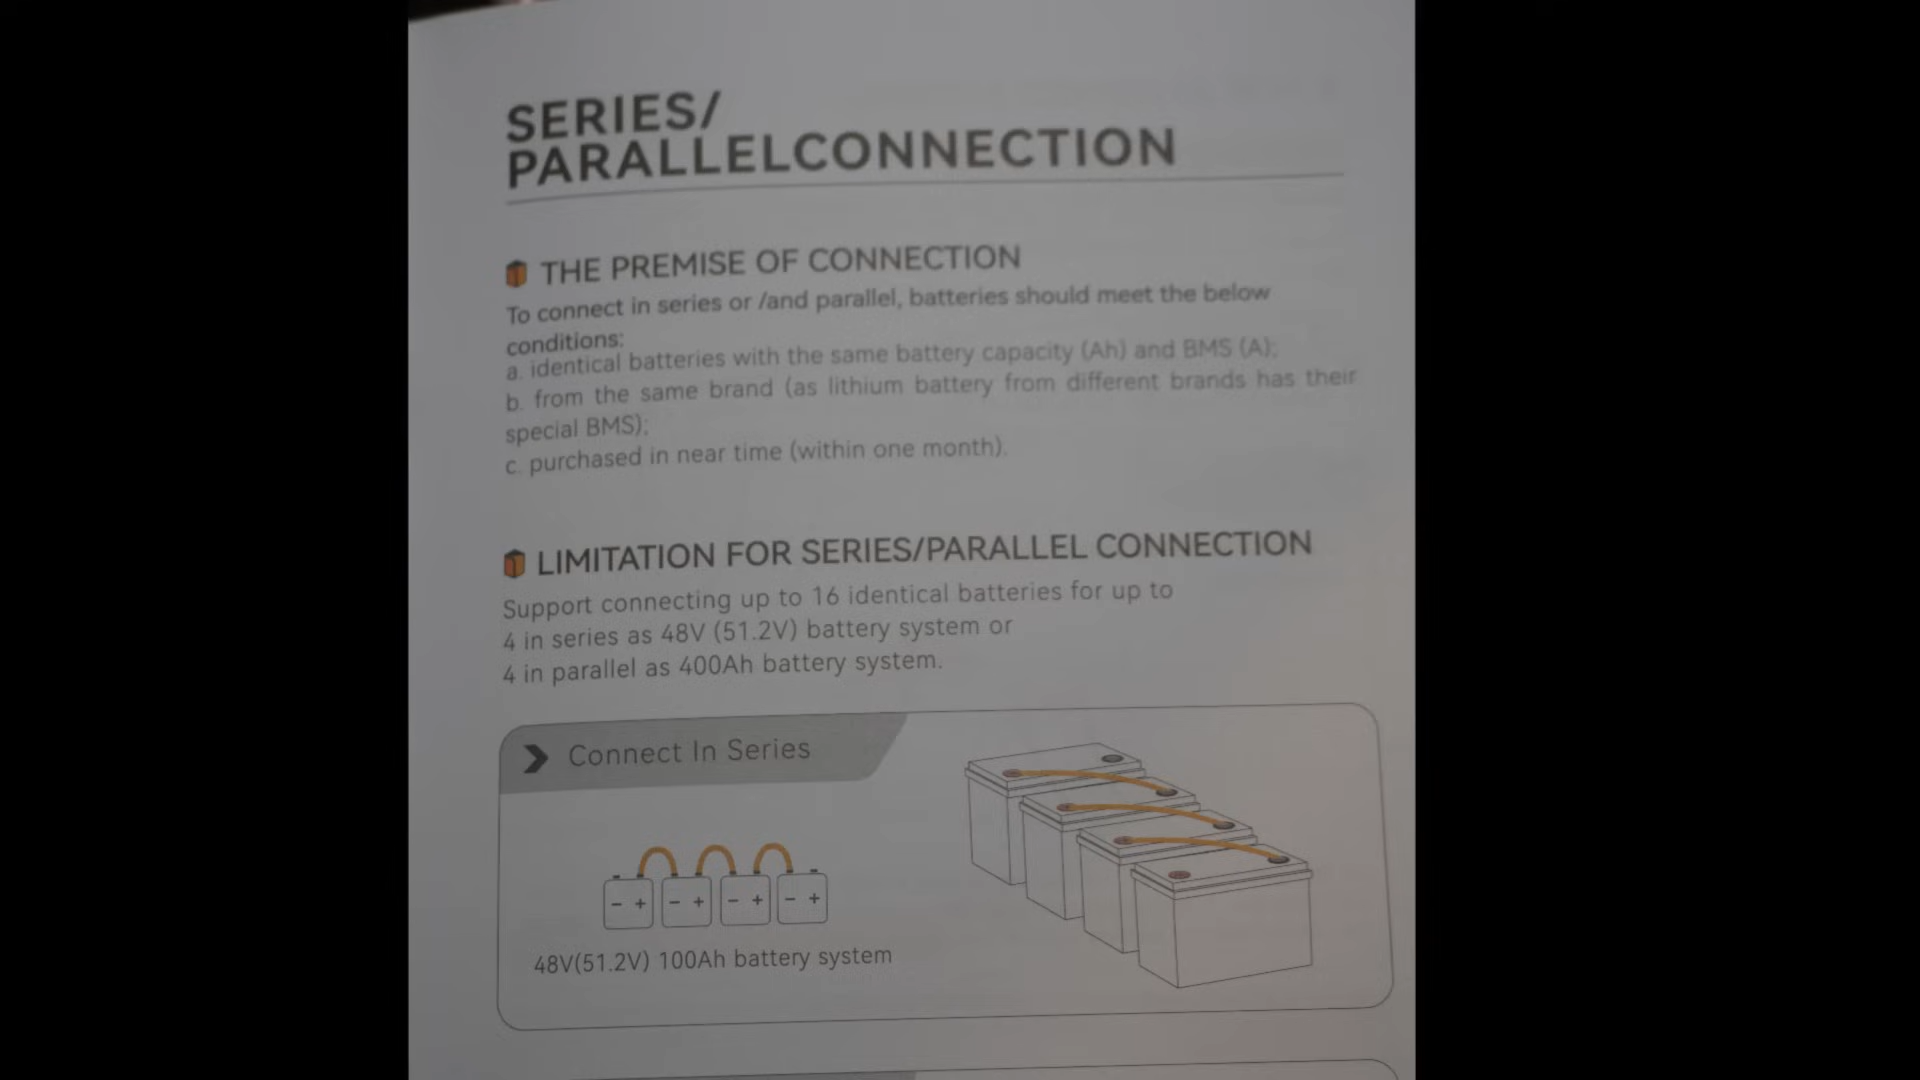 SERIES/
PARALLELCONNECTION
THE PREMISE OF CONNECTION
To connect in series or /and parallel, batteries should meet the below
conditions:
a. identical batteries with the same battery capacity (Ah) and BMS (A);
b. from the same brand (as lithium battery from different brands has their
special BMS);
c. purchased in near time (within one month).
LIMITATION FOR SERIES/PARALLEL CONNECTION
Support connecting up to 16 identical batteries for up to
4 in series as 48V (51.2V) battery system or
4 in parallel as 400Ah battery system.
Connect In Series
- + - + - + - +
48V(51.2V) 100Ah battery system